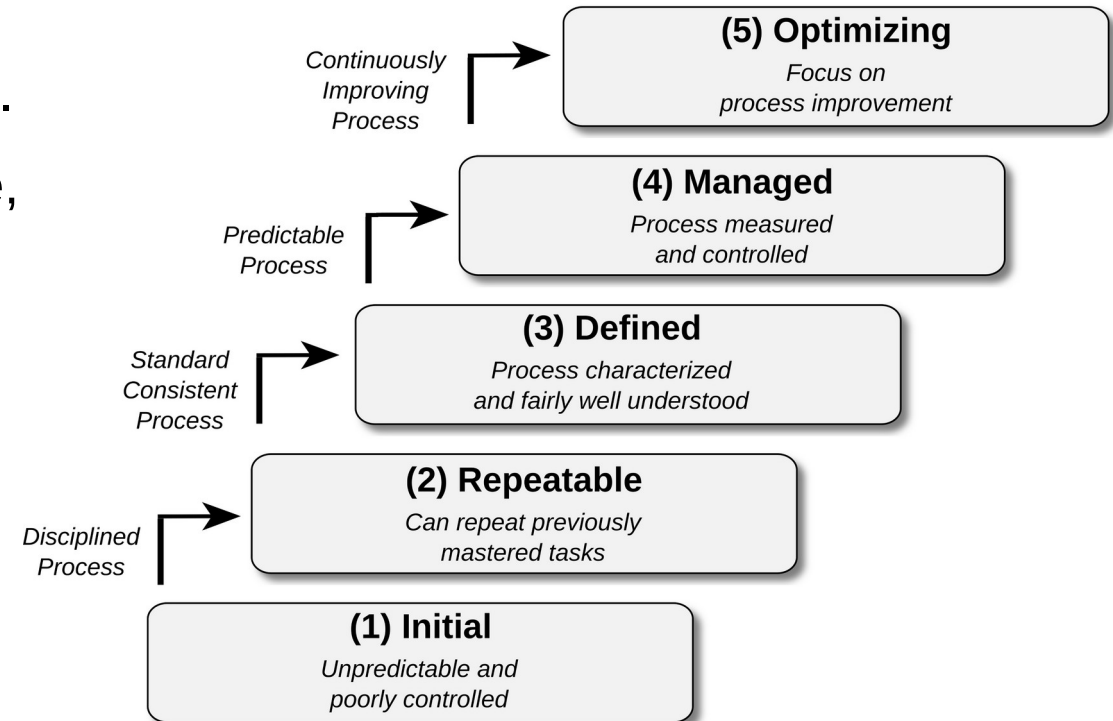 .
e,
Continuously
Improving
Process
(5) Optimizing
Focus on
process improvement
Predictable
Process
(4) Managed
Process measured
and controlled
Standard
Consistent
Process
(3) Defined
Process characterized
and fairly well understood
Disciplined
Process
(2) Repeatable
Can repeat previously
mastered tasks
(1) Initial
Unpredictable and
poorly controlled